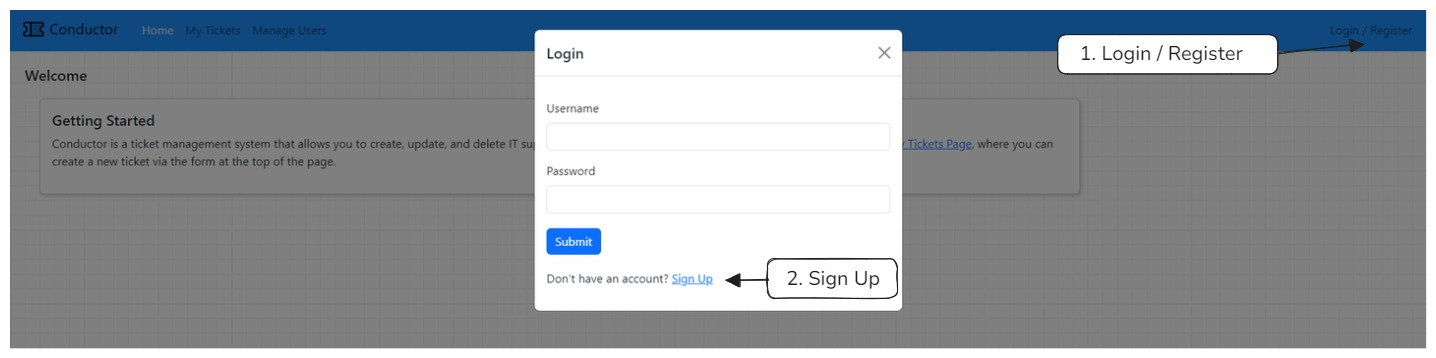 Conductor Home My Tickets Manage Users Login / Register
1. Login / Register
Welcome
Getting Started
Conductor is a ticket management system that allows you to create, update, and delete IT
Tickets Page, where you can
create a new ticket via the form at the top of the page.
Login
Username
Password
Submit
Don't have an account? Sign Up
2. Sign Up